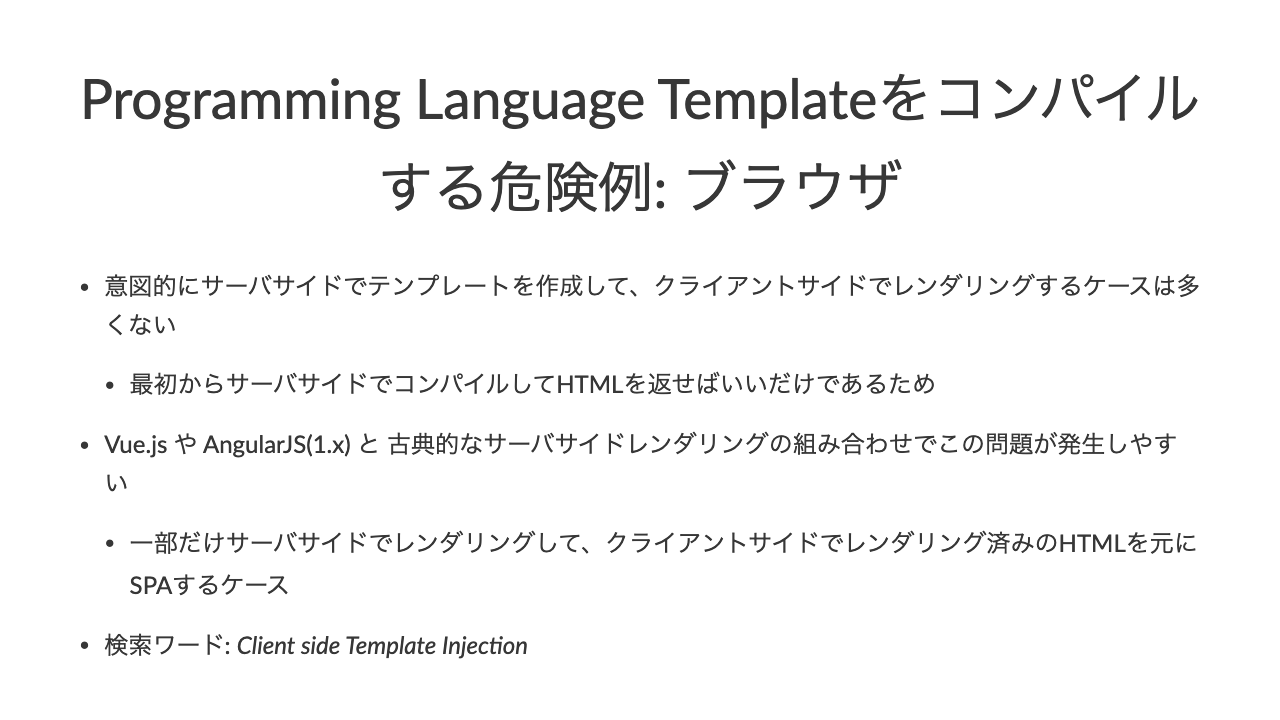 Programming Language Templateをコンパイル
する危険例: ブラウザ
• 意図的にサーバサイドでテンプレートを作成して、クライアントサイドでレンダリングするケースは多
くない
• 最初からサーバサイドでコンパイルしてHTMLを返せばいいだけであるため
• Vue.js や AngularJS(1.x) と 古典的なサーバサイドレンダリングの組み合わせでこの問題が発生しやす
い
• 一部だけサーバサイドでレンダリングして、クライアントサイドでレンダリング済みのHTMLを元に
SPAするケース
• 検索ワード: Client side Template Injection